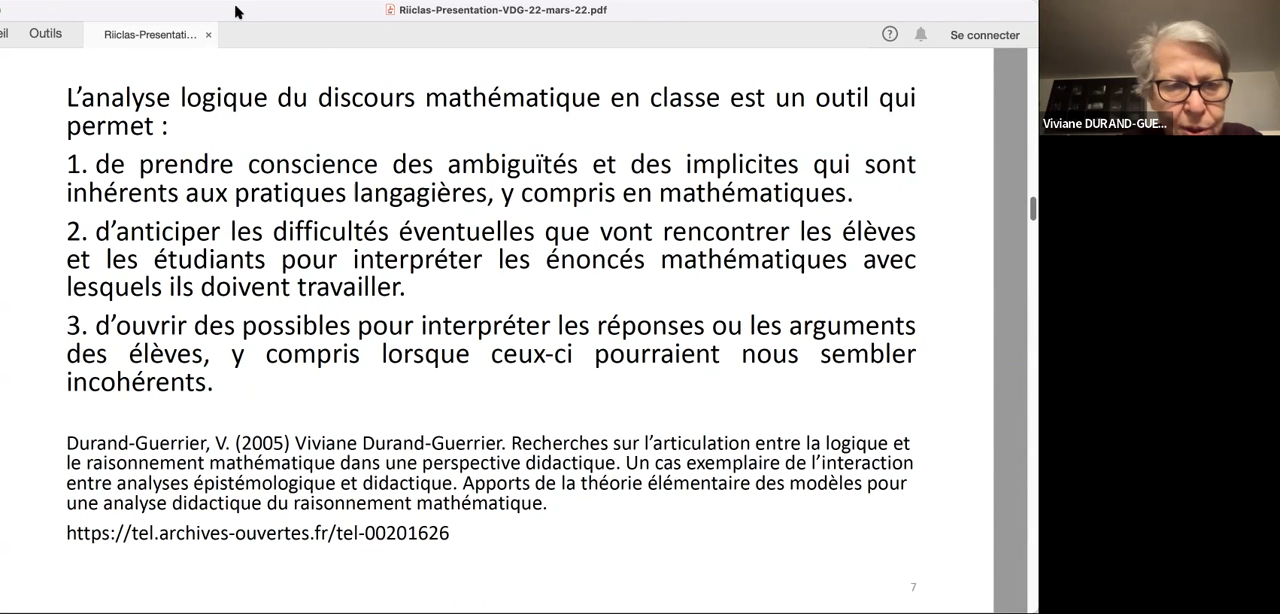 Riiclas-Presentation-VDG-22-mars-22.pdf
eil Outils Riiclas-Presentati... × ? Se connecter
Viviane DURAND-GUE...
L’analyse logique du discours mathématique en classe est un outil qui
permet :
1. de prendre conscience des ambiguïtés et des implicites qui sont
inhérents aux pratiques langagières, y compris en mathématiques.
2. d’anticiper les difficultés éventuelles que vont rencontrer les élèves
et les étudiants pour interpréter les énoncés mathématiques avec
lesquels ils doivent travailler.
3. d’ouvrir des possibles pour interpréter les réponses ou les arguments
des élèves, y compris lorsque ceux-ci pourraient nous sembler
incohérents.
Durand-Guerrier, V. (2005) Viviane Durand-Guerrier. Recherches sur l’articulation entre la logique et
le raisonnement mathématique dans une perspective didactique. Un cas exemplaire de l’interaction
entre analyses épistémologique et didactique. Apports de la théorie élémentaire des modèles pour
une analyse didactique du raisonnement mathématique.
https://tel.archives-ouvertes.fr/tel-00201626
7